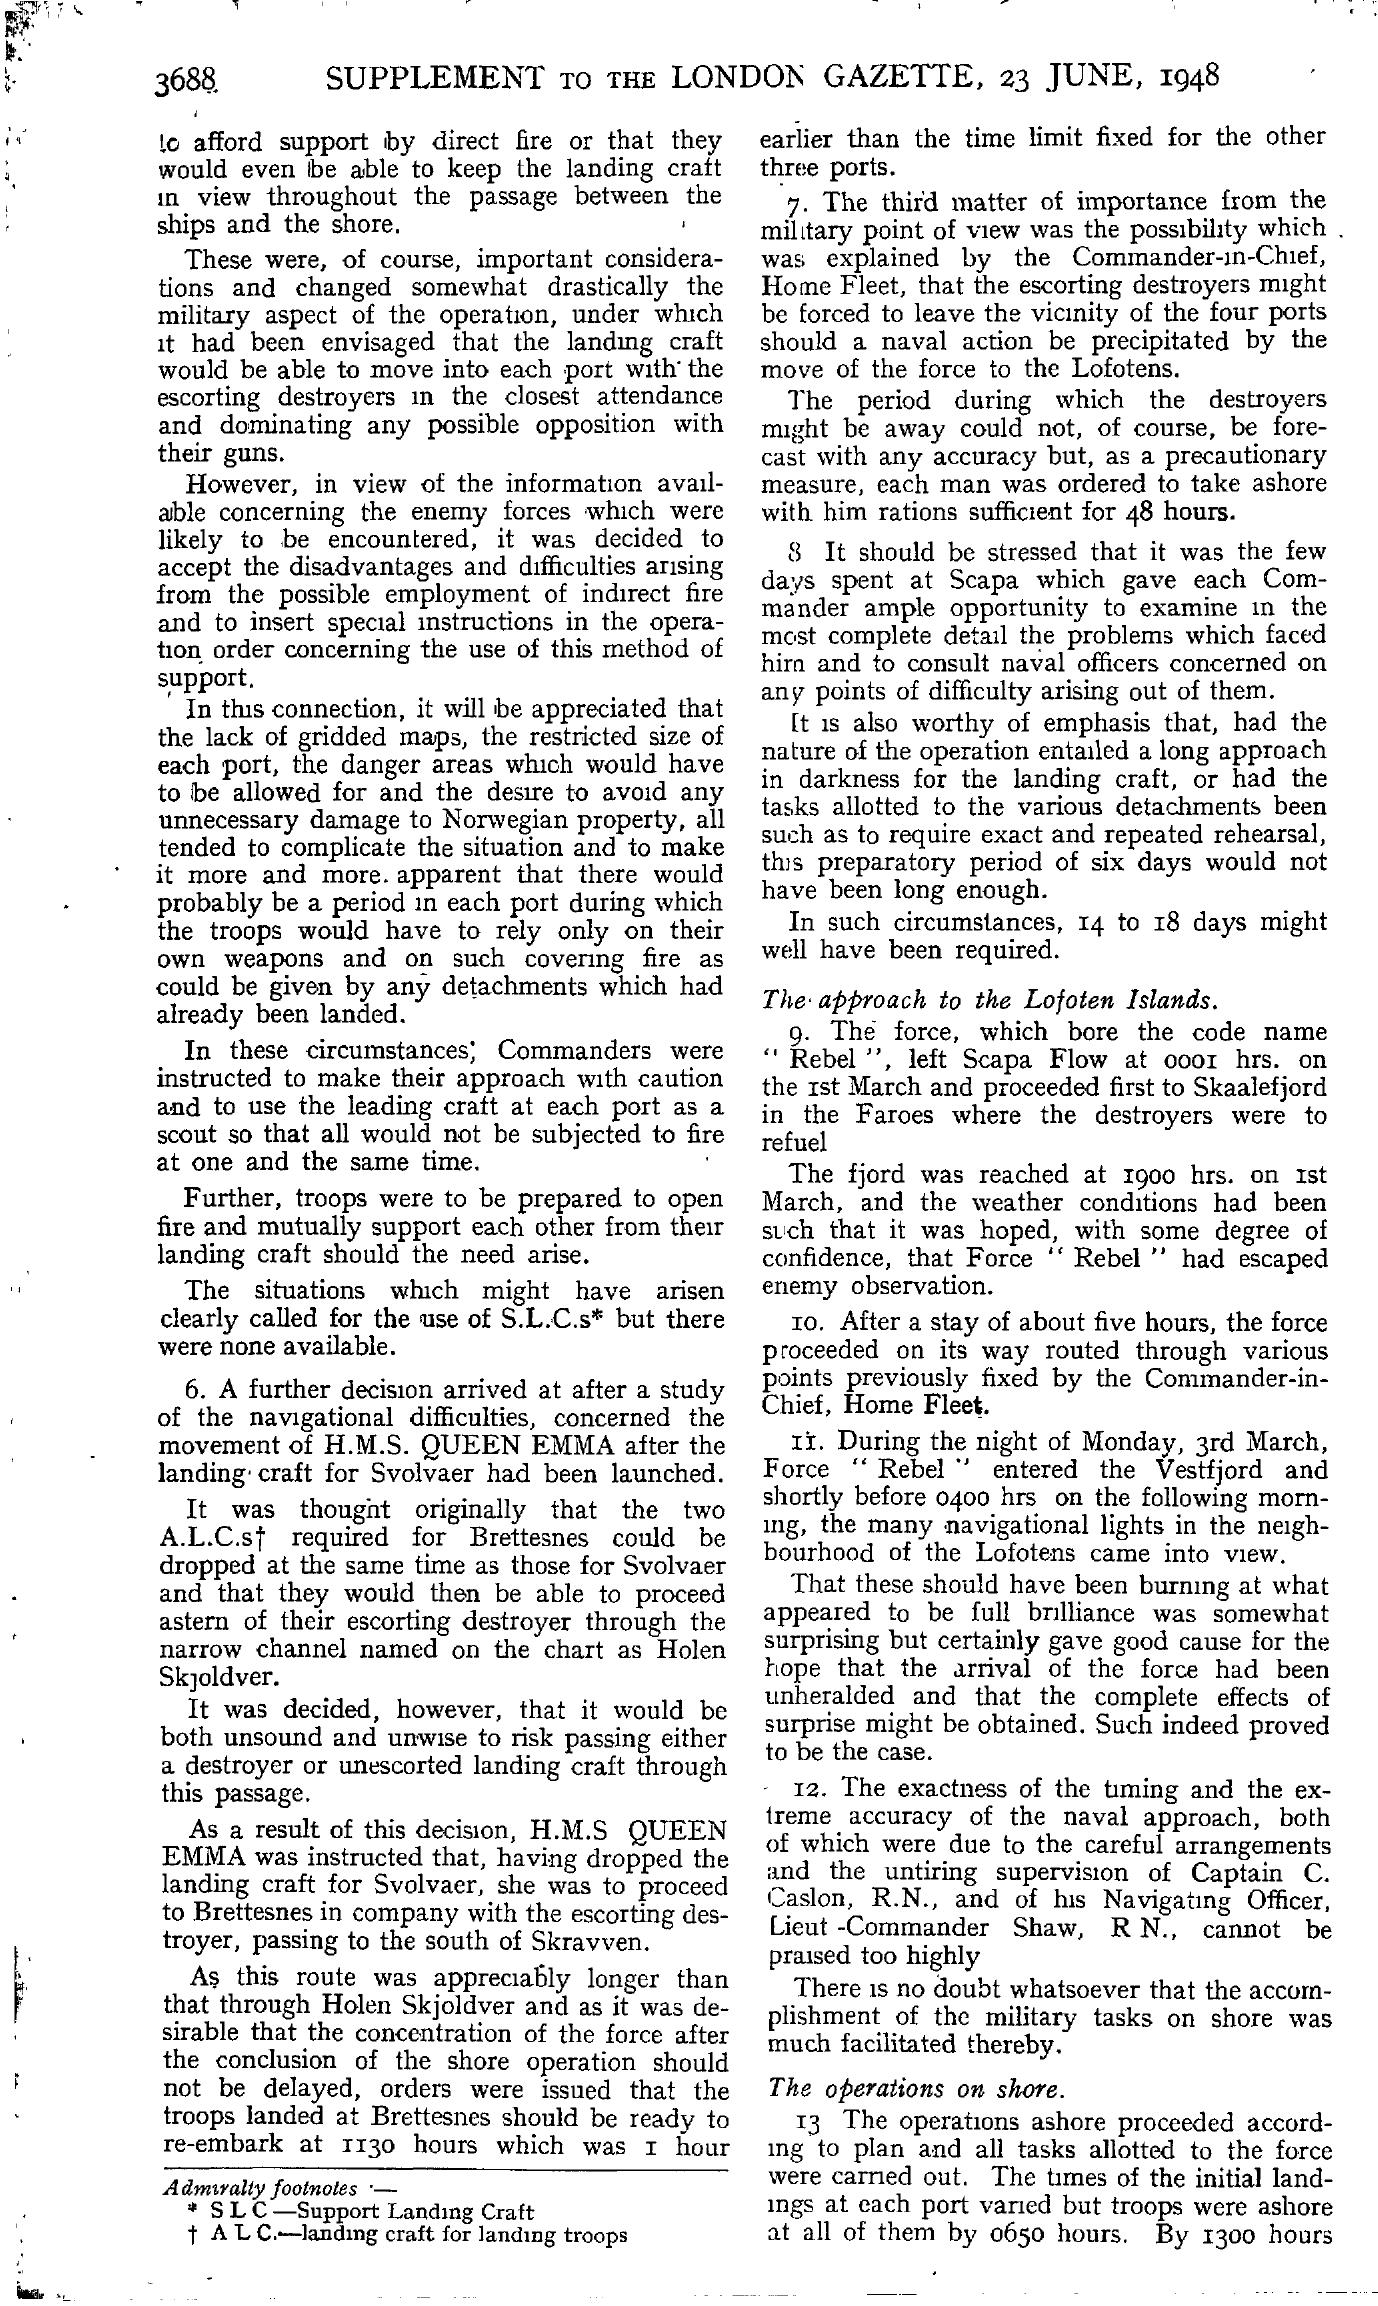 3688 SUPPLEMENT TO THE LONDON GAZETTE, 23 JUNE, 1948
to afford support by direct fire or that they
would even be able to keep the landing craft
in view throughout the passage between the
ships and the shore.
These were, of course, important considera-
tions and changed somewhat drastically the
military aspect of the operation, under which
it had been envisaged that the landing craft
would be able to move into each port with the
escorting destroyers in the closest attendance
and dominating any possible opposition with
their guns.
However, in view of the information avail-
able concerning the enemy forces which were
likely to be encountered, it was decided to
accept the disadvantages and difficulties arising
from the possible employment of indirect fire
and to insert special instructions in the opera-
tion order concerning the use of this method of
support.
In this connection, it will be appreciated that
the lack of gridded maps, the restricted size of
each port, the danger areas which would have
to be allowed for and the desire to avoid any
unnecessary damage to Norwegian property, all
tended to complicate the situation and to make
it more and more apparent that there would
probably be a period in each port during which
the troops would have to rely only on their
own weapons and on such covering fire as
could be given by any detachments which had
already been landed.
In these circumstances, Commanders were
instructed to make their approach with caution
and to use the leading craft at each port as a
scout so that all would not be subjected to fire
at one and the same time.
Further, troops were to be prepared to open
fire and mutually support each other from their
landing craft should the need arise.
The situations which might have arisen
clearly called for the use of S.L.C.s* but there
were none available.
6. A further decision arrived at after a study
of the navigational difficulties, concerned the
movement of H.M.S. QUEEN EMMA after the
landing craft for Svolvaer had been launched.
It was thought originally that the two
A.L.C.s† required for Brettesnes could be
dropped at the same time as those for Svolvaer
and that they would then be able to proceed
astern of their escorting destroyer through the
narrow channel named on the chart as Holen
Skjoldver.
It was decided, however, that it would be
both unsound and unwise to risk passing either
a destroyer or unescorted landing craft through
this passage.
As a result of this decision, H.M.S QUEEN
EMMA was instructed that, having dropped the
landing craft for Svolvaer, she was to proceed
to Brettesnes in company with the escorting des-
troyer, passing to the south of Skravven.
As this route was appreciably longer than
that through Holen Skjoldver and as it was de-
sirable that the concentration of the force after
the conclusion of the shore operation should
not be delayed, orders were issued that the
troops landed at Brettesnes should be ready to
re-embark at 1130 hours which was 1 hour
Admiralty footnotes :—
* S L C —Support Landing Craft
† A L C.—landing craft for landing troops
earlier than the time limit fixed for the other
three ports.
7. The third matter of importance from the
military point of view was the possibility which
was explained by the Commander-in-Chief,
Home Fleet, that the escorting destroyers might
be forced to leave the vicinity of the four ports
should a naval action be precipitated by the
move of the force to the Lofotens.
The period during which the destroyers
might be away could not, of course, be fore-
cast with any accuracy but, as a precautionary
measure, each man was ordered to take ashore
with him rations sufficient for 48 hours.
8 It should be stressed that it was the few
days spent at Scapa which gave each Com-
mander ample opportunity to examine in the
most complete detail the problems which faced
him and to consult naval officers concerned on
any points of difficulty arising out of them.
It is also worthy of emphasis that, had the
nature of the operation entailed a long approach
in darkness for the landing craft, or had the
tasks allotted to the various detachments been
such as to require exact and repeated rehearsal,
this preparatory period of six days would not
have been long enough.
In such circumstances, 14 to 18 days might
well have been required.
The approach to the Lofoten Islands.
9. The force, which bore the code name
" Rebel ", left Scapa Flow at 0001 hrs. on
the 1st March and proceeded first to Skaalefjord
in the Faroes where the destroyers were to
refuel
The fjord was reached at 1900 hrs. on 1st
March, and the weather conditions had been
such that it was hoped, with some degree of
confidence, that Force " Rebel " had escaped
enemy observation.
10. After a stay of about five hours, the force
proceeded on its way routed through various
points previously fixed by the Commander-in-
Chief, Home Fleet.
11. During the night of Monday, 3rd March,
Force " Rebel " entered the Vestfjord and
shortly before 0400 hrs on the following morn-
ing, the many navigational lights in the neigh-
bourhood of the Lofotens came into view.
That these should have been burning at what
appeared to be full brilliance was somewhat
surprising but certainly gave good cause for the
hope that the arrival of the force had been
unheralded and that the complete effects of
surprise might be obtained. Such indeed proved
to be the case.
12. The exactness of the timing and the ex-
treme accuracy of the naval approach, both
of which were due to the careful arrangements
and the untiring supervision of Captain C.
Caslon, R.N., and of his Navigating Officer,
Lieut -Commander Shaw, R N., cannot be
praised too highly
There is no doubt whatsoever that the accom-
plishment of the military tasks on shore was
much facilitated thereby.
The operations on shore.
13 The operations ashore proceeded accord-
ing to plan and all tasks allotted to the force
were carried out. The times of the initial land-
ings at each port varied but troops were ashore
at all of them by 0650 hours. By 1300 hours